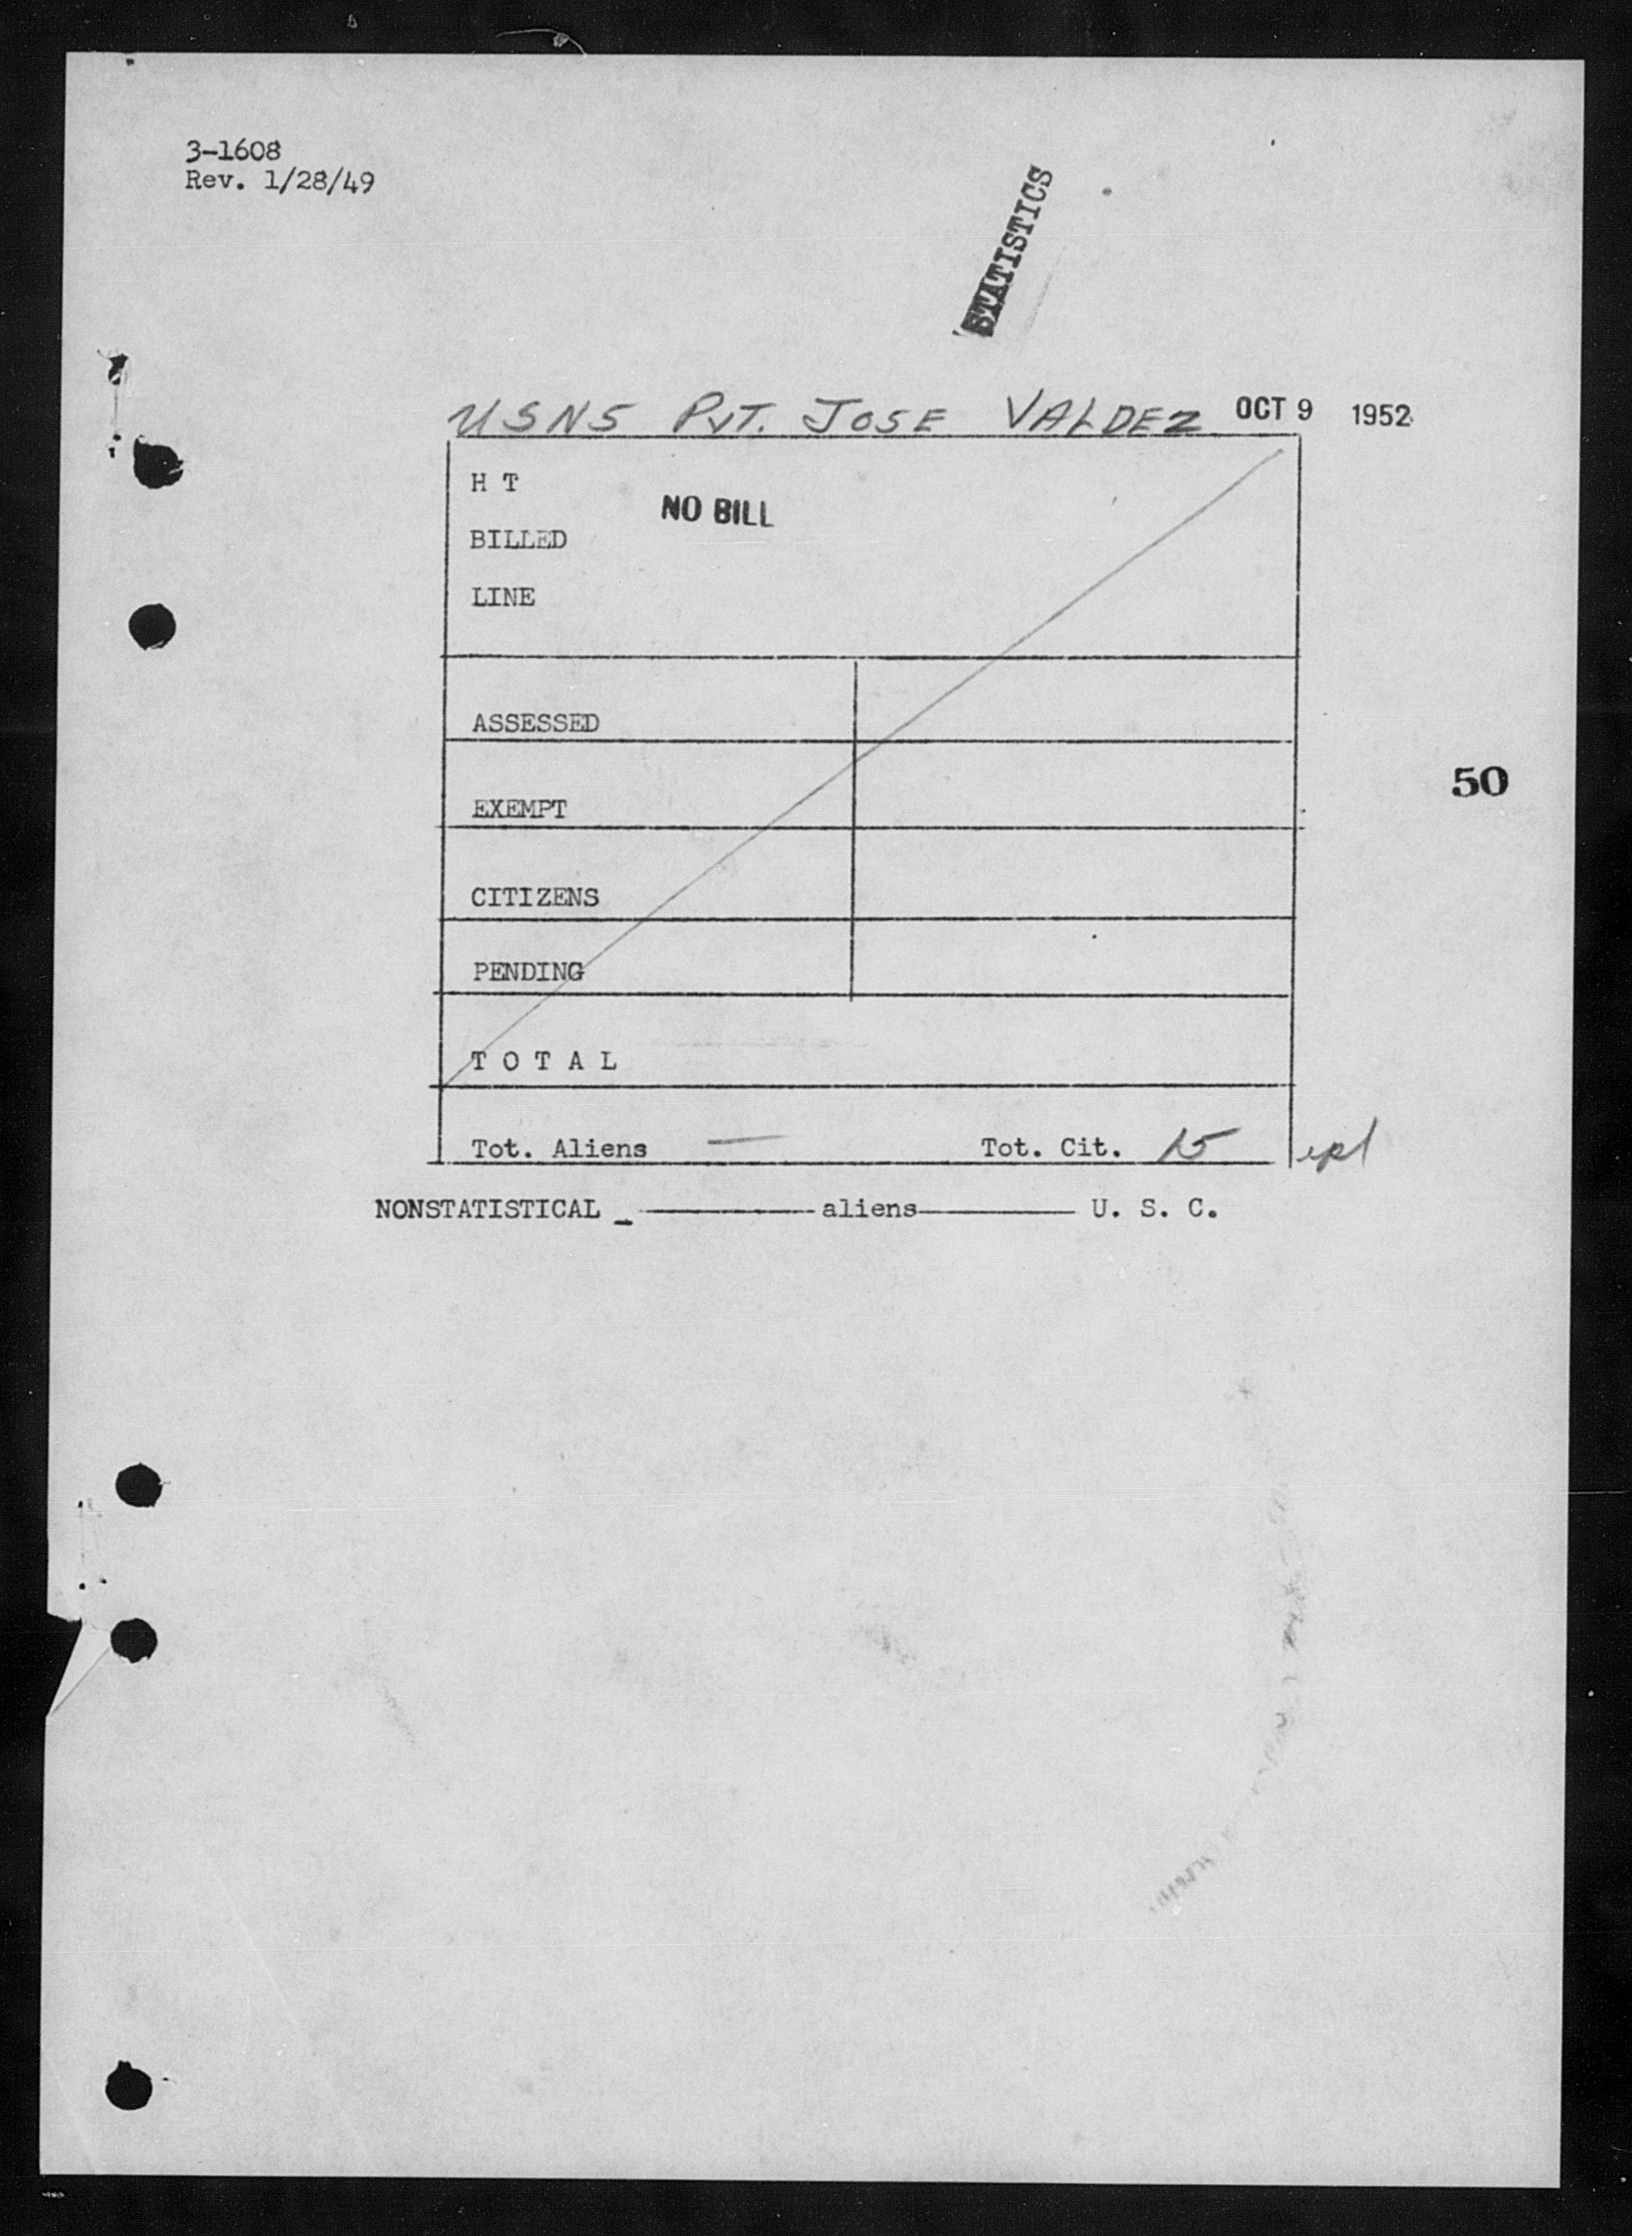 3-1608
Rev. 1/28/49
STATISTICS
USNS PVT. JOSE VALDEZ OCT 9 1952
H T
NO BILL
BILLED
LINE
ASSESSED
50
EXEMPT
CITIZENS
PENDING
T O T A L
Tot. Aliens — Tot. Cit. 15
NONSTATISTICAL _ ————aliens———— U. S. C.